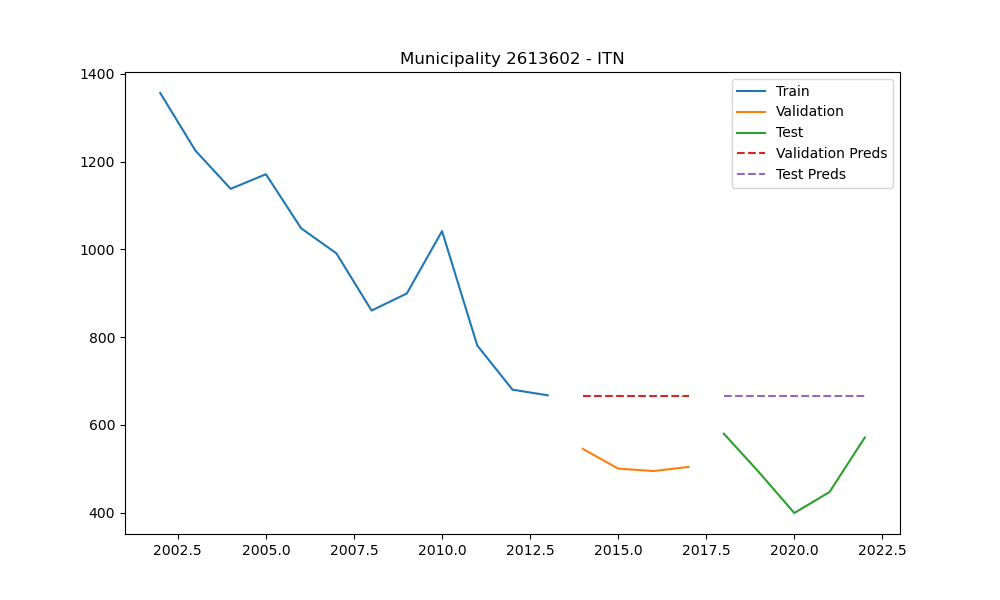 Municipality 2613602 - ITN
1400
1200
1000
800
600
400
Train
Validation
Test
Validation Preds
Test Preds
2002.5 2005.0 2007.5 2010.0 2012.5 2015.0 2017.5 2020.0 2022.5